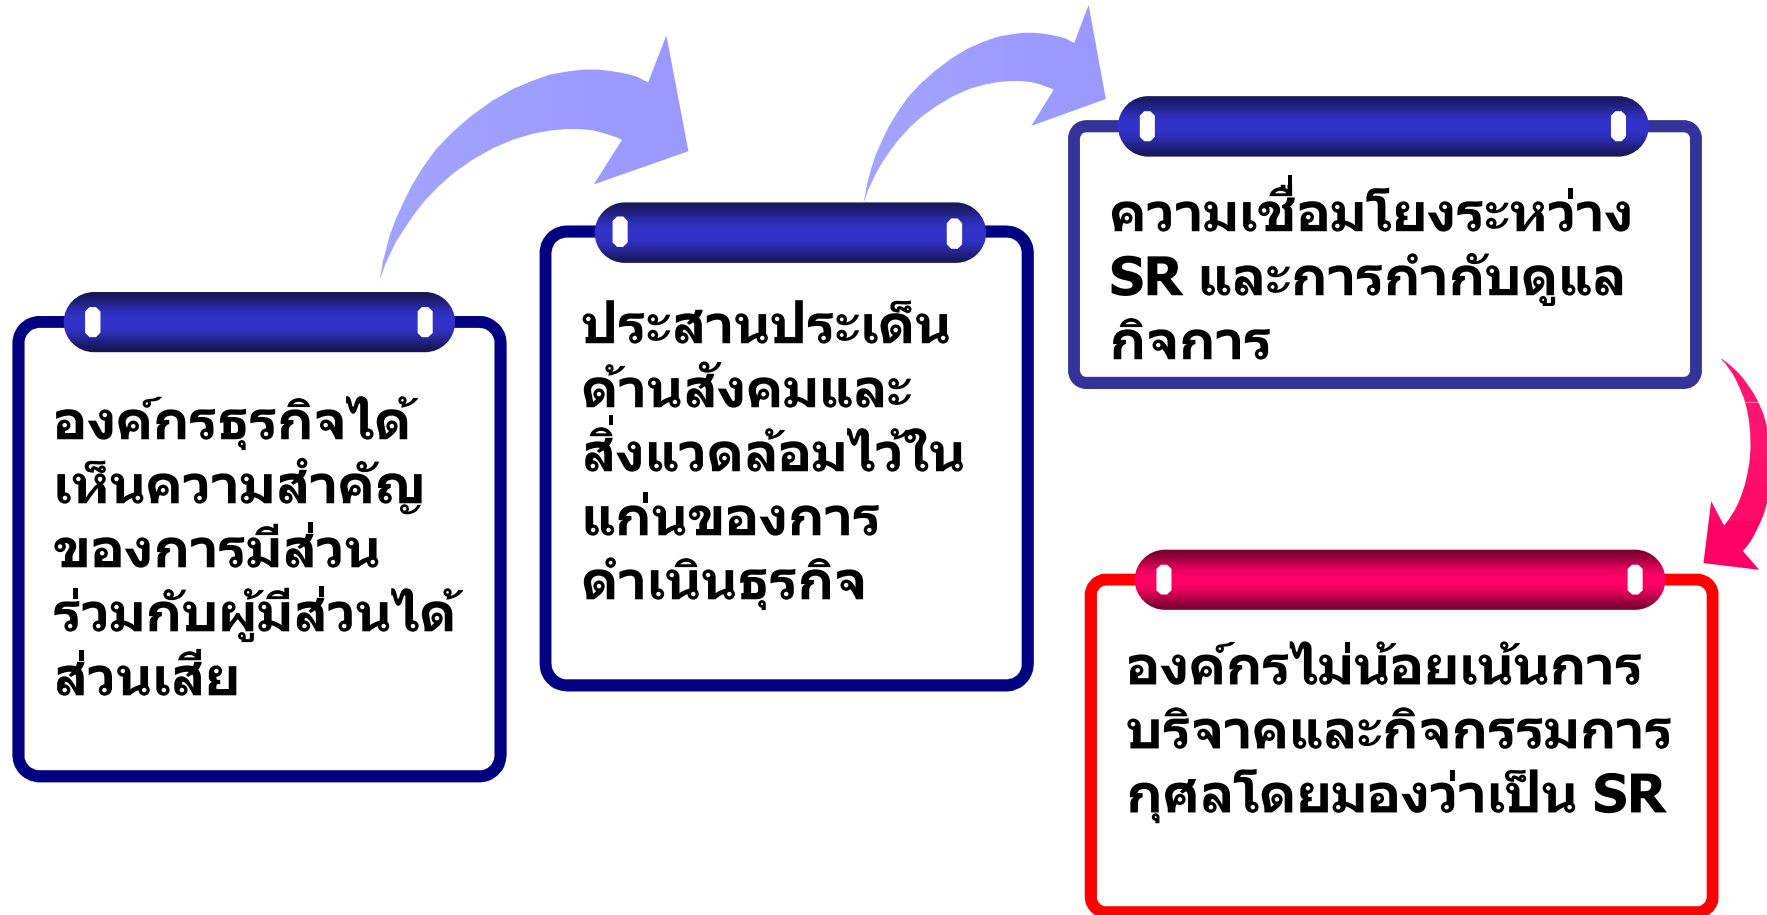 องค์กรธุรกิจได้
เห็นความสำคัญ
ของการมีส่วน
ร่วมกับผู้มีส่วนได้
ส่วนเสีย
ประสานประเด็น
ด้านสังคมและ
สิ่งแวดล้อมไว้ใน
แก่นของการ
ดำเนินธุรกิจ
ความเชื่อมโยงระหว่าง
SR และการกำกับดูแล
กิจการ
องค์กรไม่น้อยเน้นการ
บริจาคและกิจกรรมการ
กุศลโดยมองว่าเป็น SR